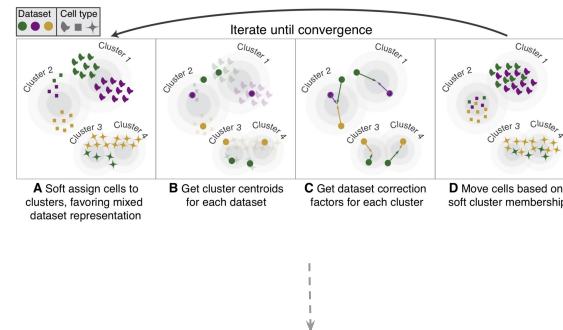 Dataset Cell type
Iterate until convergence
Cluster 1
Cluster 2
Cluster 3
Cluster 4
Cluster 1
Cluster 2
Cluster 3
Cluster 4
Cluster 1
Cluster 2
Cluster 3
Cluster 4
Cluster 1
Cluster 2
Cluster 3
Cluster 4
A Soft assign cells to
clusters, favoring mixed
dataset representation
B Get cluster centroids
for each dataset
C Get dataset correction
factors for each cluster
D Move cells based on
soft cluster membership